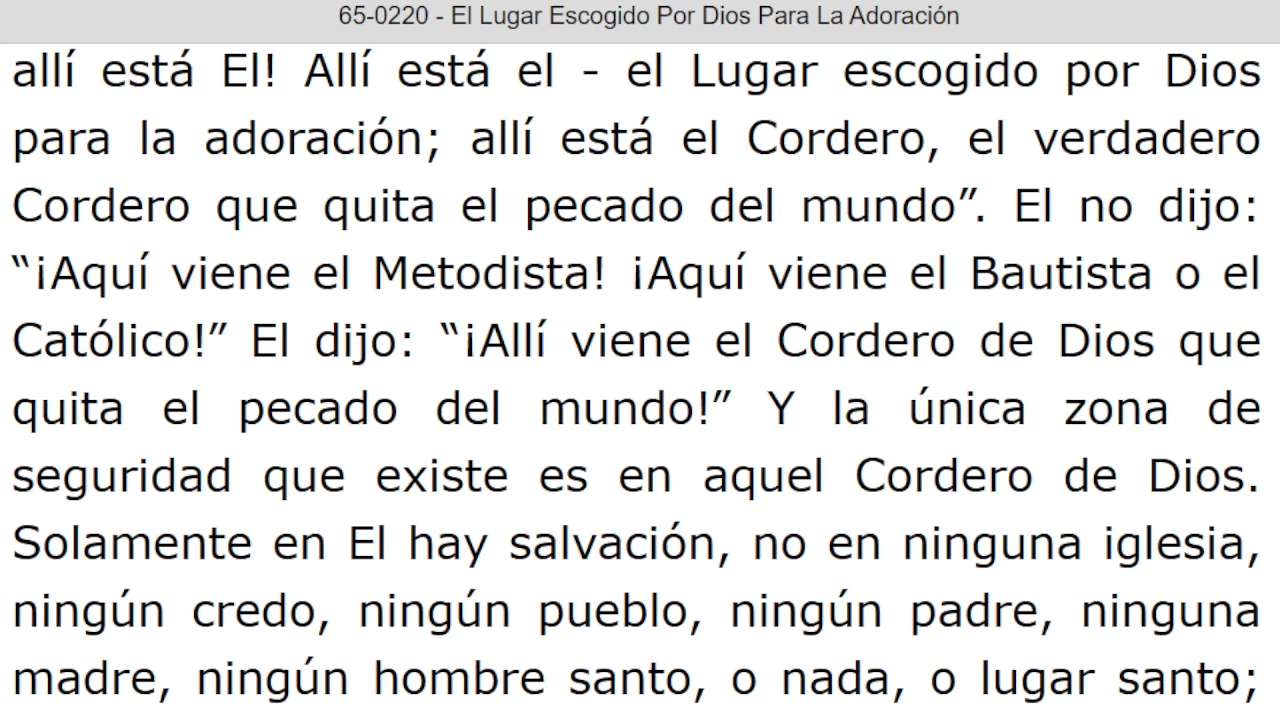 65-0220 - El Lugar Escogido Por Dios Para La Adoración
allí está El! Allí está el - el Lugar escogido por Dios
para la adoración; allí está el Cordero, el verdadero
Cordero que quita el pecado del mundo”. El no dijo:
“¡Aquí viene el Metodista! ¡Aquí viene el Bautista o el
Católico!” El dijo: “¡Allí viene el Cordero de Dios que
quita el pecado del mundo!” Y la única zona de
seguridad que existe es en aquel Cordero de Dios.
Solamente en El hay salvación, no en ninguna iglesia,
ningún credo, ningún pueblo, ningún padre, ninguna
madre, ningún hombre santo, o nada, o lugar santo;